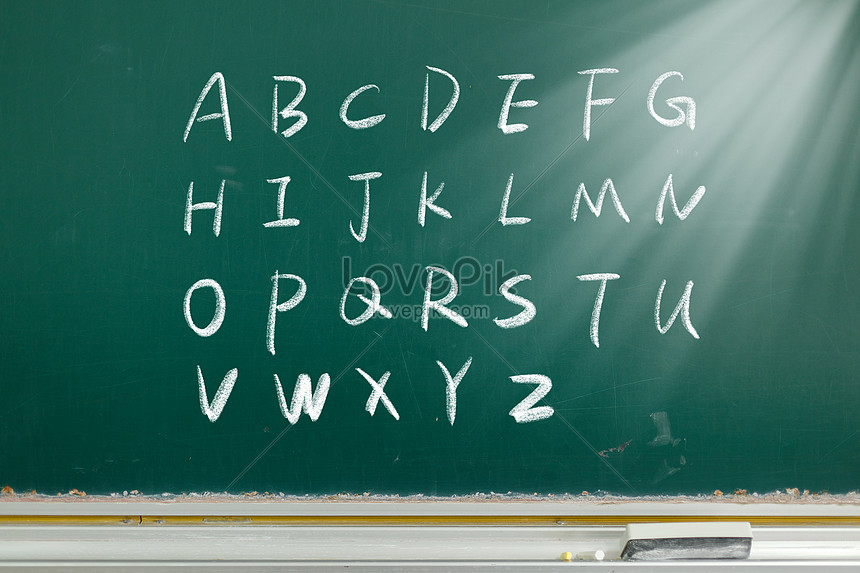 A B C D E F G
H I J K L M N
O P Q R S T U
V W X Y Z
LovePik
lovepik.com